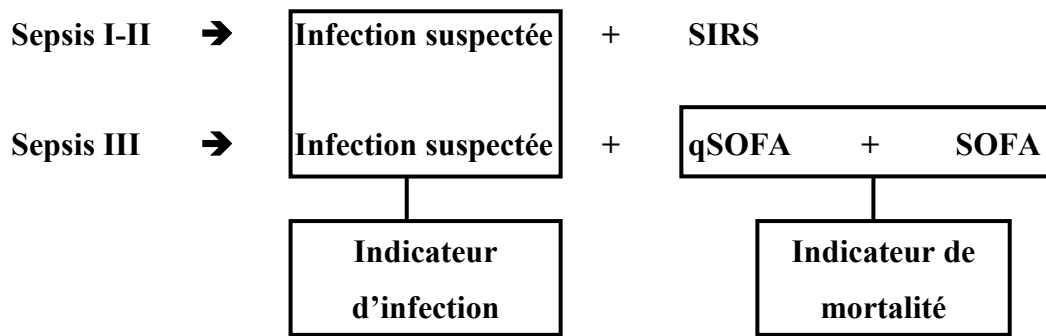 Sepsis I-II ➔ Infection suspectée + SIRS
Sepsis III ➔ Infection suspectée + qSOFA + SOFA
Indicateur Indicateur de
d’infection mortalité